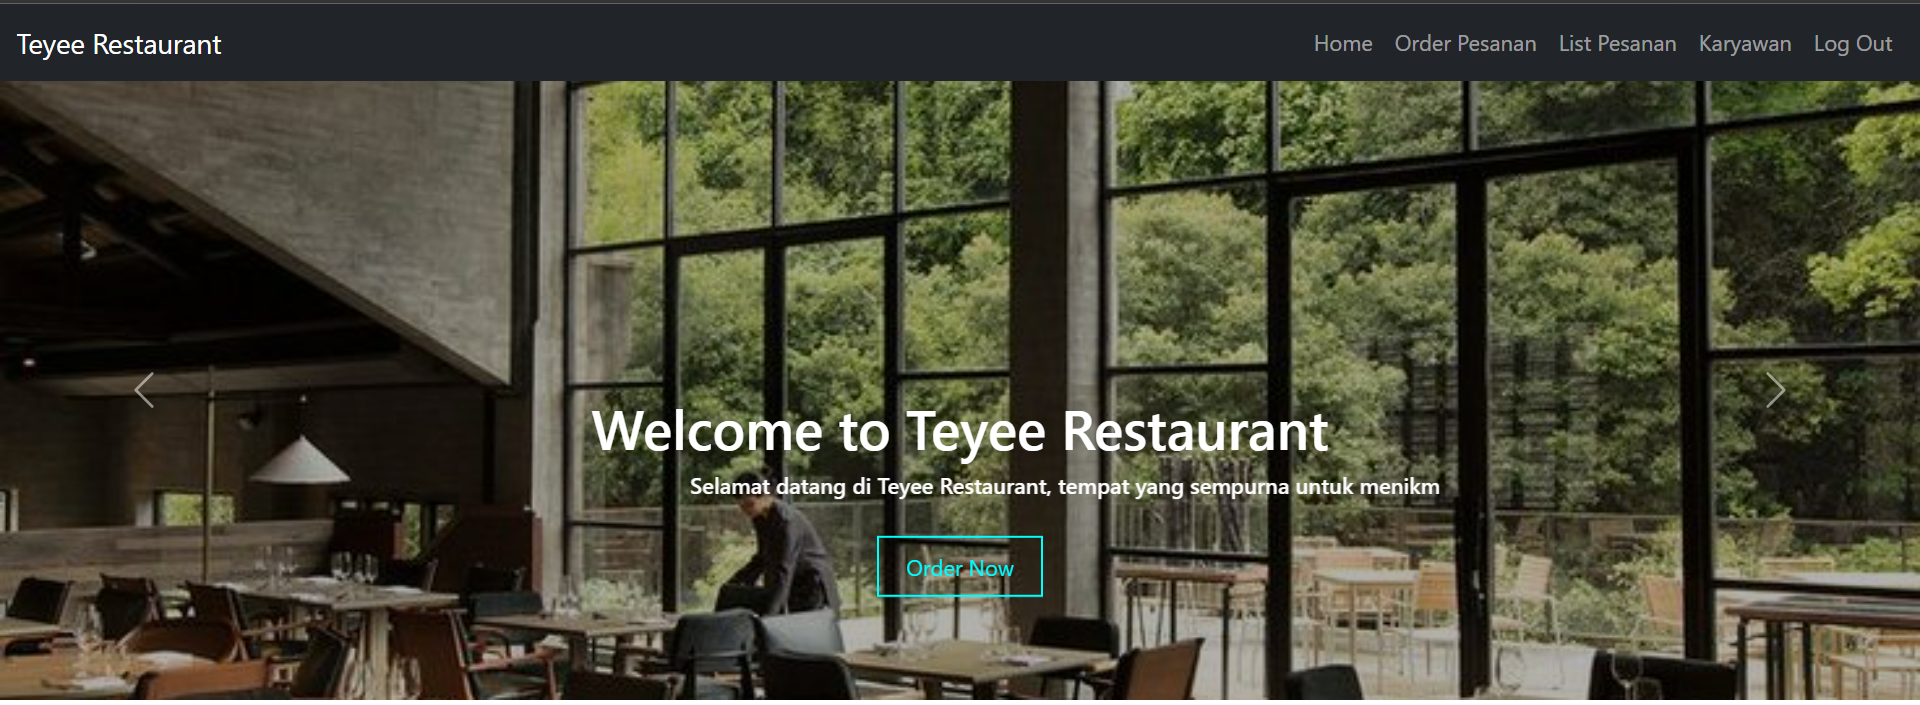 Teyee Restaurant
Home Order Pesanan List Pesanan Karyawan Log Out
Welcome to Teyee Restaurant
Selamat datang di Teyee Restaurant, tempat yang sempurna untuk menikm
Order Now